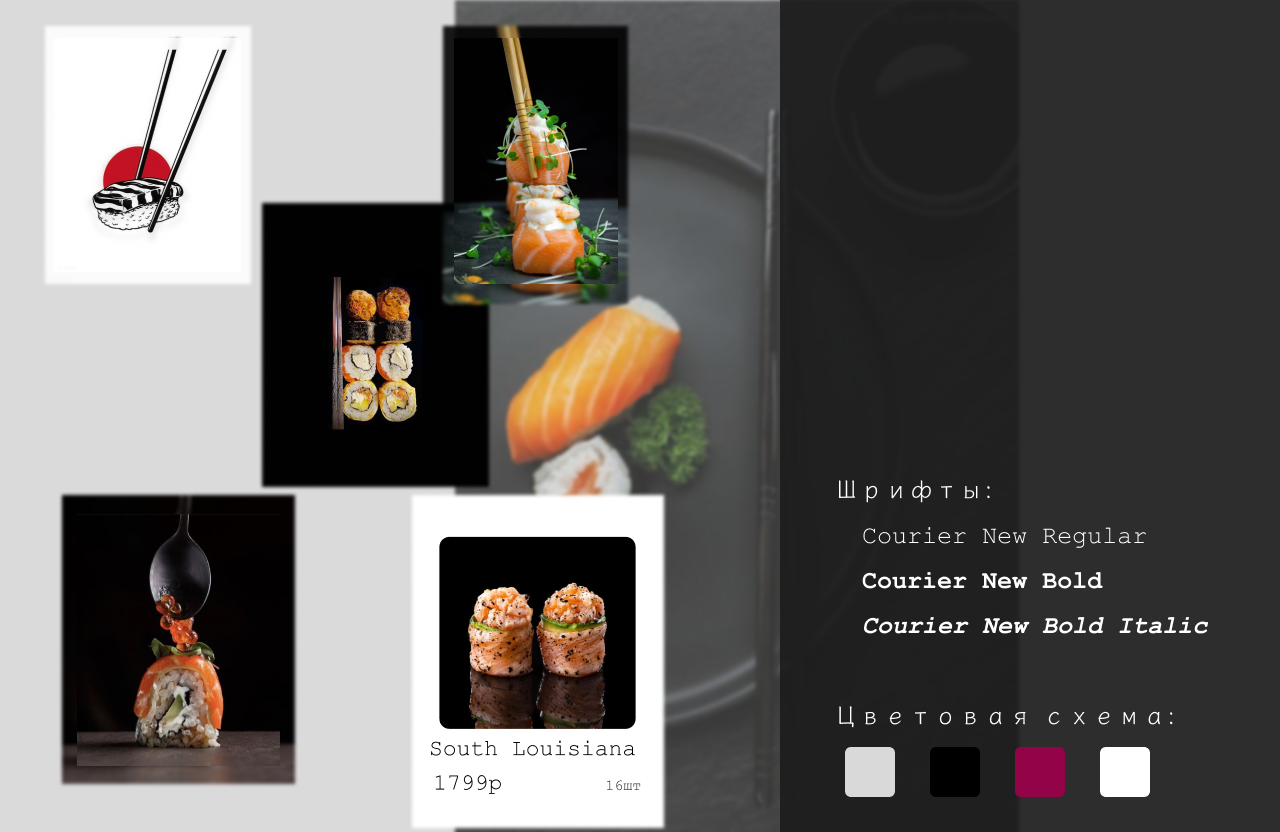 South Louisiana
1799р
16шт
Шрифты:
Courier New Regular
Courier New Bold
Courier New Bold Italic
Цветовая схема: